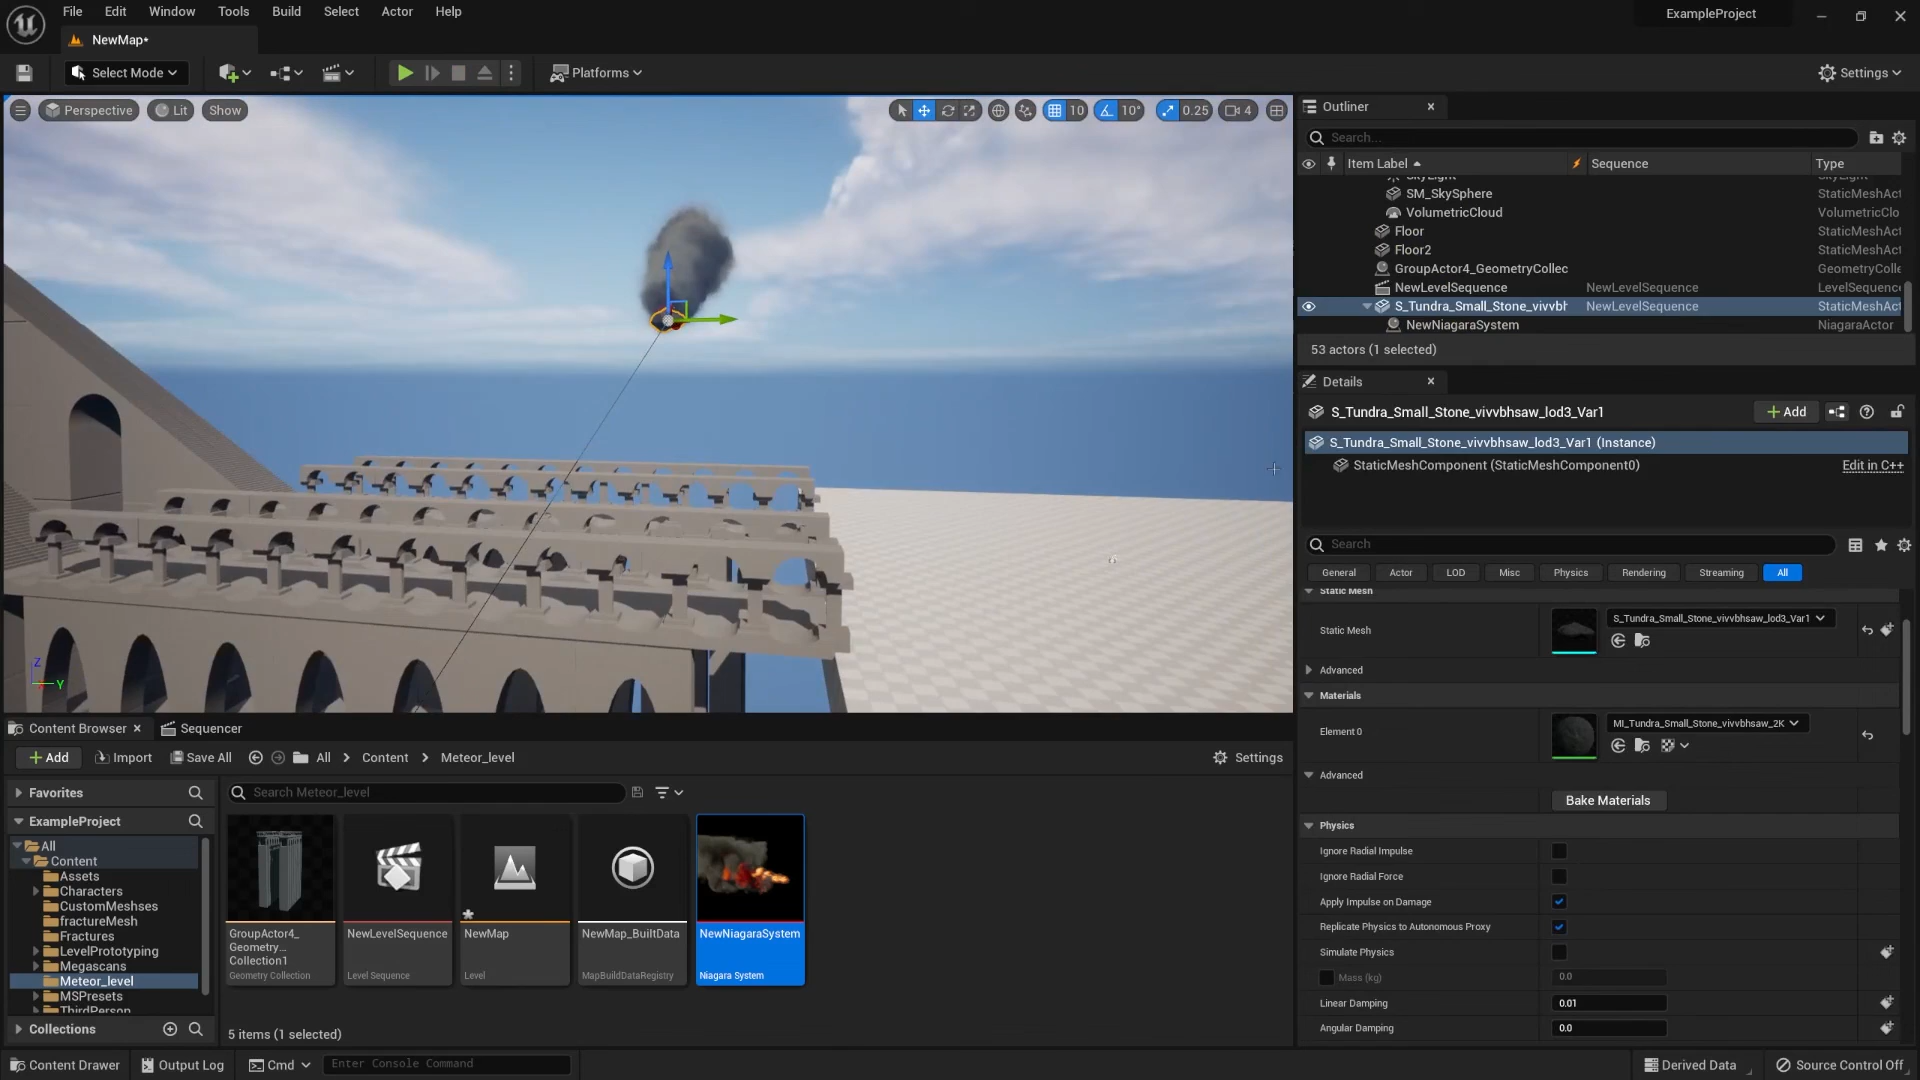 File Edit Window Tools Build Select Actor Help
ExampleProject
NewMap*
Select Mode
Platforms
Settings
Perspective
Lit
Show
10
10°
0.25
4
Outliner
Search...
Item Label
Sequence
Type
SkyLight
SkyLight
SM_SkySphere
StaticMeshAct
VolumetricCloud
VolumetricClo
Floor
StaticMeshAct
Floor2
StaticMeshAct
GroupActor4_GeometryCollec
GeometryColle
NewLevelSequence
NewLevelSequence
LevelSequence
S_Tundra_Small_Stone_vivvbh
NewLevelSequence
StaticMeshAct
NewNiagaraSystem
NiagaraActor
53 actors (1 selected)
Details
S_Tundra_Small_Stone_vivvbhsaw_lod3_Var1
Add
S_Tundra_Small_Stone_vivvbhsaw_lod3_Var1 (Instance)
StaticMeshComponent (StaticMeshComponent0)
Edit in C++
Search
General
Actor
LOD
Misc
Physics
Rendering
Streaming
All
Static Mesh
Static Mesh
S_Tundra_Small_Stone_vivvbhsaw_lod3_Var1
Advanced
Materials
Element 0
MI_Tundra_Small_Stone_vivvbhsaw_2K
Advanced
Bake Materials
Physics
Ignore Radial Impulse
Ignore Radial Force
Apply Impulse on Damage
Replicate Physics to Autonomous Proxy
Simulate Physics
Mass (kg)
0.0
Linear Damping
0.01
Angular Damping
0.0
Z
X
Y
Content Browser
Sequencer
Add
Import
Save All
All
Content
Meteor_level
Settings
Favorites
Search Meteor_level
ExampleProject
All
Content
Assets
Characters
CustomMeshses
fractureMesh
Fractures
LevelPrototyping
Megascans
Meteor_level
MSPresets
ThirdPerson
Collections
GroupActor4_
Geometry...
Collection1
Geometry Collection
NewLevelSequence
Level Sequence
NewMap
Level
NewMap_BuiltData
MapBuildDataRegistry
NewNiagaraSystem
Niagara System
5 items (1 selected)
Content Drawer
Output Log
Cmd
Enter Console Command
Derived Data
Source Control Off